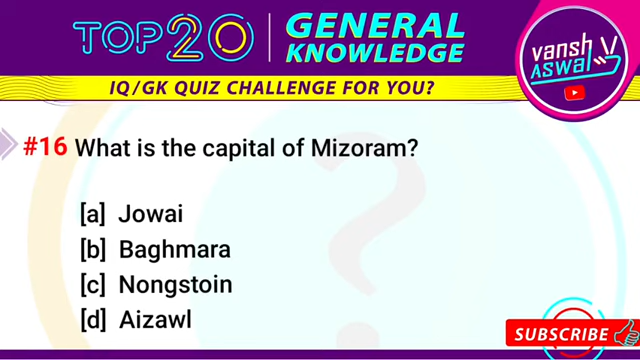 TOP 20
GENERAL
KNOWLEDGE
vansh
ASWAL
IQ/GK QUIZ CHALLENGE FOR YOU?
#16 What is the capital of Mizoram?
[a] Jowai
[b] Baghmara
[c] Nongstoin
[d] Aizawl
SUBSCRIBE